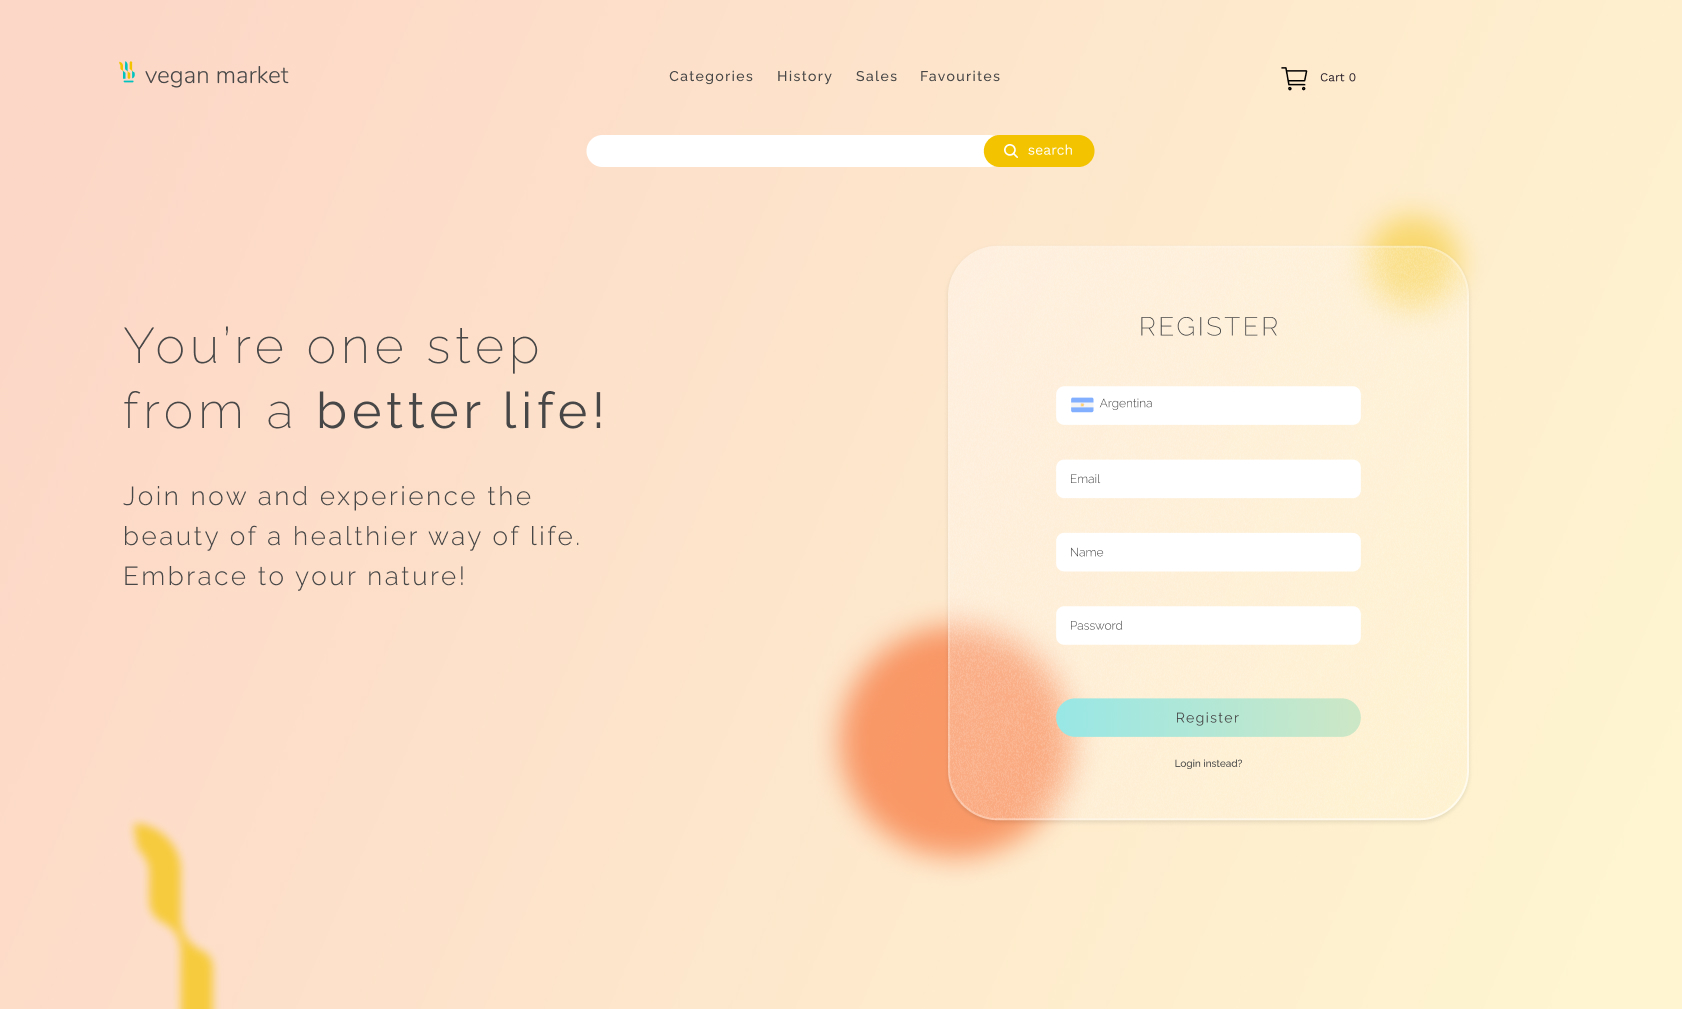 vegan market
Categories History Sales Favourites
Cart 0
search
You’re one step
from a better life!
Join now and experience the
beauty of a healthier way of life.
Embrace to your nature!
REGISTER
Argentina
Email
Name
Password
Register
Login instead?